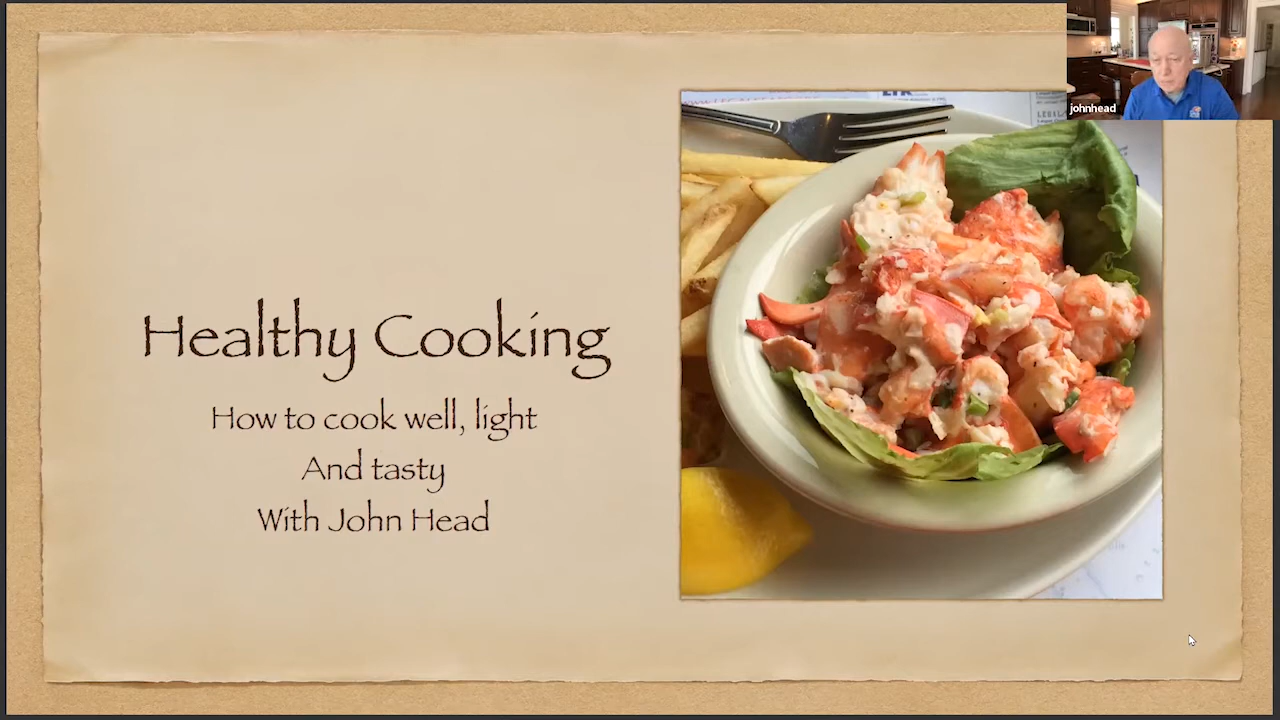 johnhead
Healthy Cooking
How to cook well, light
And tasty
With John Head